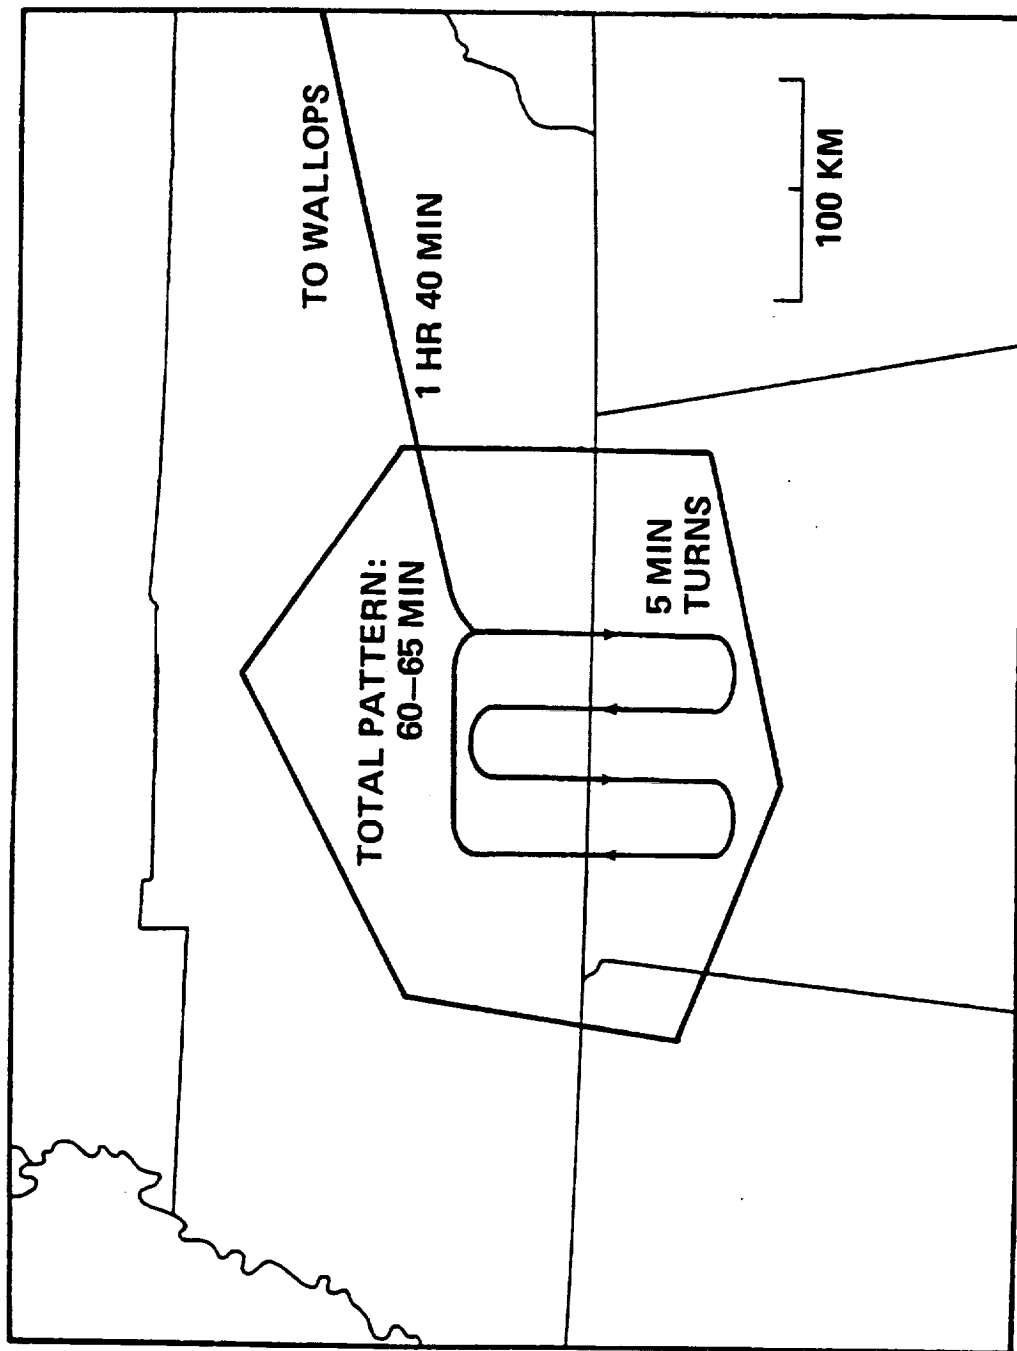 TO WALLOPS
1 HR 40 MIN
TOTAL PATTERN:
60–65 MIN
5 MIN
TURNS
100 KM